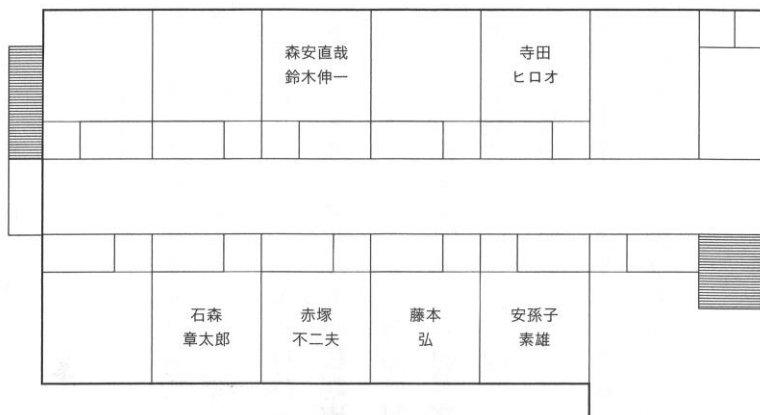 森安直哉
鈴木伸一
寺田
ヒロオ
石森
章太郎
赤塚
不二夫
藤本
弘
安孫子
素雄